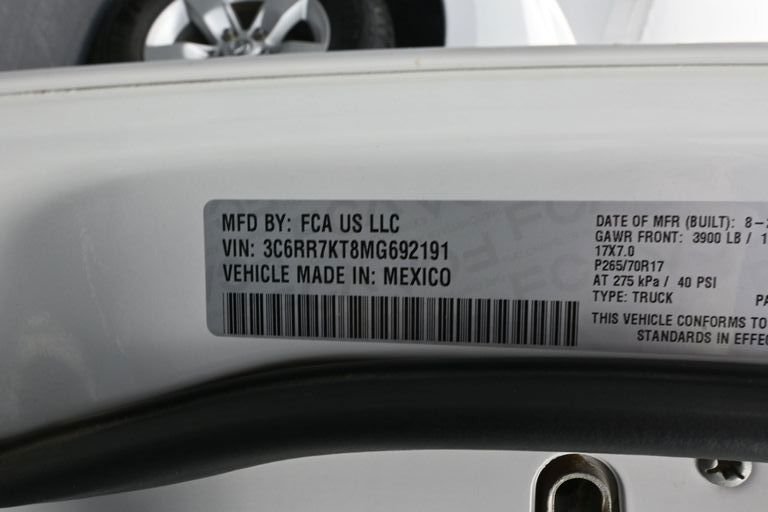 MFD BY: FCA US LLC
VIN: 3C6RR7KT8MG692191
VEHICLE MADE IN: MEXICO
DATE OF MFR (BUILT): 8-
GAWR FRONT: 3900 LB /
17X7.0
P265/70R17
AT 275 kPa / 40 PSI
TYPE: TRUCK
THIS VEHICLE CONFORMS TO
STANDARDS IN